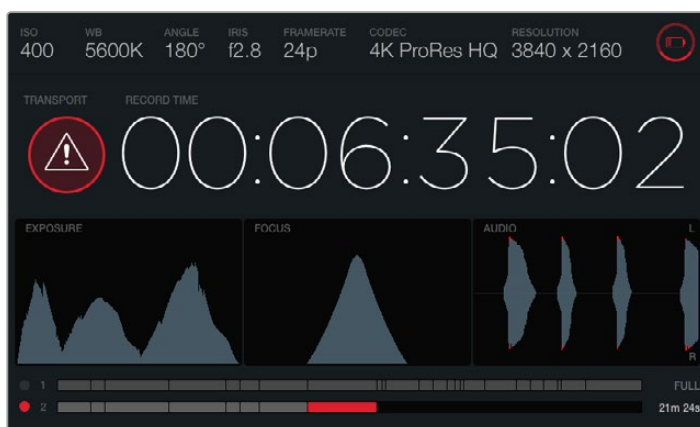 ISO WB ANGLE IRIS FRAMERATE CODEC RESOLUTION
400 5600K 180° f2.8 24p 4K ProRes HQ 3840 x 2160
TRANSPORT RECORD TIME
00:06:35:02
EXPOSURE FOCUS AUDIO L
R
1 FULL
2 21m 24s